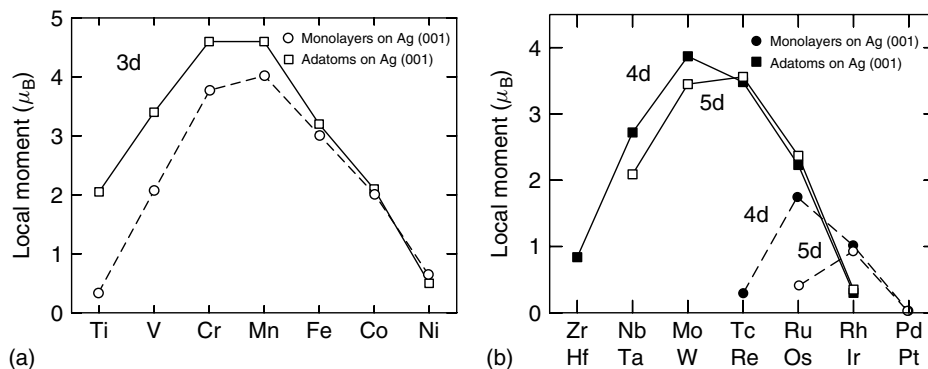 5
4
3
2
1
0
Local moment (μB)
3d
Monolayers on Ag (001)
Adatoms on Ag (001)
Ti V Cr Mn Fe Co Ni
(a)
4
3
2
1
0
Local moment (μB)
Monolayers on Ag (001)
Adatoms on Ag (001)
4d
5d
4d
5d
Zr Nb Mo Tc Ru Rh Pd
Hf Ta W Re Os Ir Pt
(b)